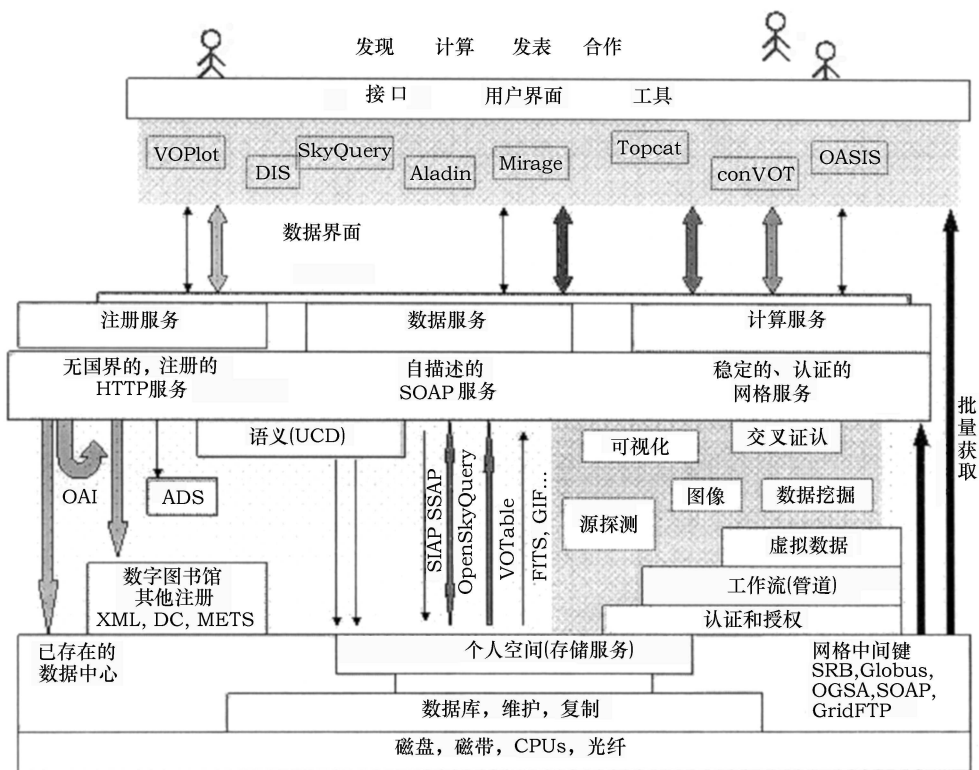 发现 计算 发表 合作
接口 用户界面 工具
VOPlot
DIS
SkyQuery
Aladin
Mirage
Topcat
conVOT
OASIS
数据界面
注册服务
数据服务
计算服务
无国界的，注册的
HTTP服务
自描述的
SOAP 服务
稳定的、认证的
网格服务
批量获取
语义(UCD)
OAI
ADS
SIAP SSAP
OpenSkyQuery
VOTable
FITS, GIF...
可视化
交叉证认
图像
数据挖掘
源探测
虚拟数据
工作流(管道)
认证和授权
数字图书馆
其他注册
XML, DC, METS
已存在的
数据中心
个人空间(存储服务)
网格中间键
SRB,Globus,
OGSA,SOAP,
GridFTP
数据库，维护，复制
磁盘，磁带，CPUs，光纤